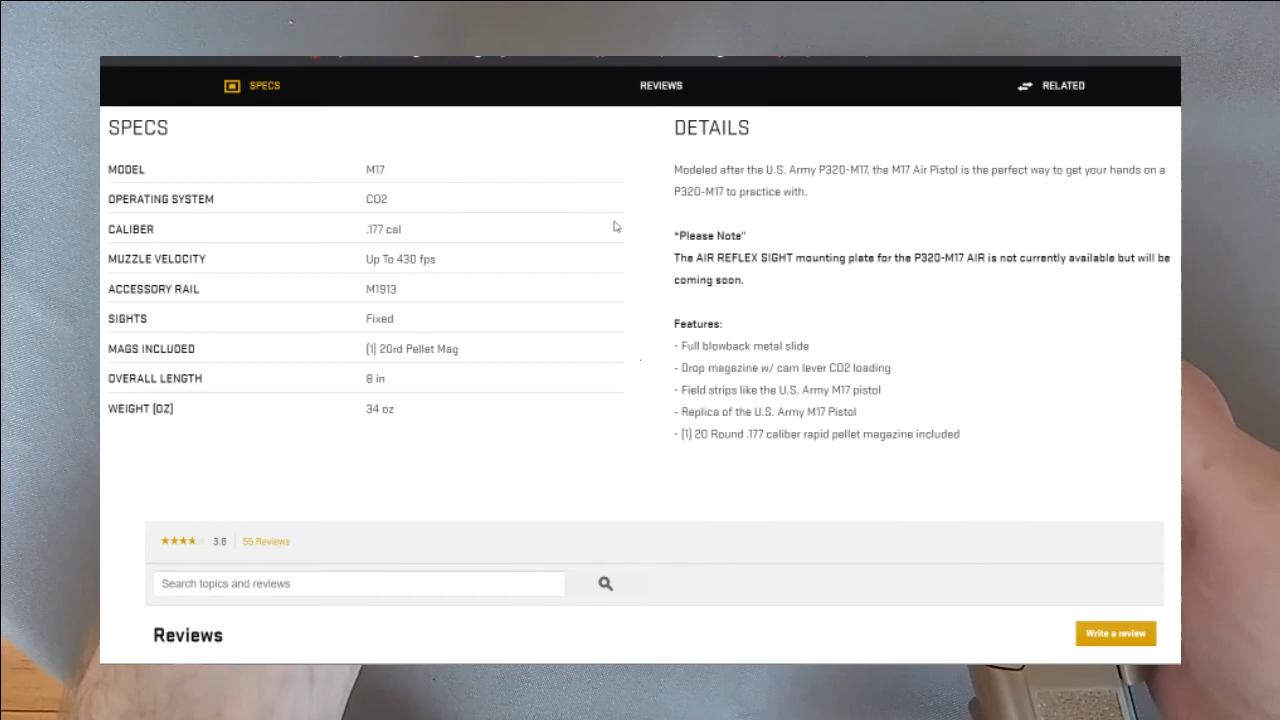 SPECS
REVIEWS
RELATED
SPECS
MODEL M17
OPERATING SYSTEM CO2
CALIBER .177 cal
MUZZLE VELOCITY Up To 430 fps
ACCESSORY RAIL M1913
SIGHTS Fixed
MAGS INCLUDED (1) 20rd Pellet Mag
OVERALL LENGTH 8 in
WEIGHT (OZ) 34 oz
DETAILS
Modeled after the U.S. Army P320-M17, the M17 Air Pistol is the perfect way to get your hands on a
P320-M17 to practice with.
*Please Note*
The AIR REFLEX SIGHT mounting plate for the P320-M17 AIR is not currently available but will be
coming soon.
Features:
- Full blowback metal slide
- Drop magazine w/ cam lever CO2 loading
- Field strips like the U.S. Army M17 pistol
- Replica of the U.S. Army M17 Pistol
- (1) 20 Round .177 caliber rapid pellet magazine included
3.8 55 Reviews
Search topics and reviews
Reviews
Write a review